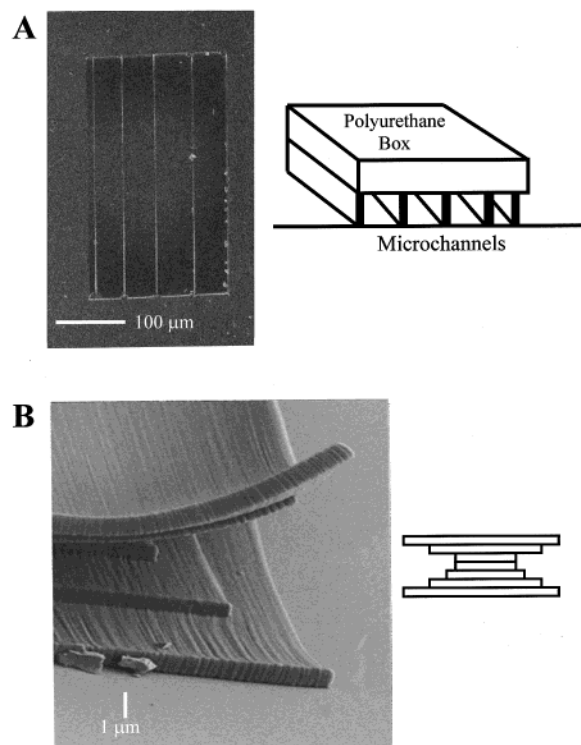 A
Polyurethane
Box
Microchannels
100 μm
B
1 μm